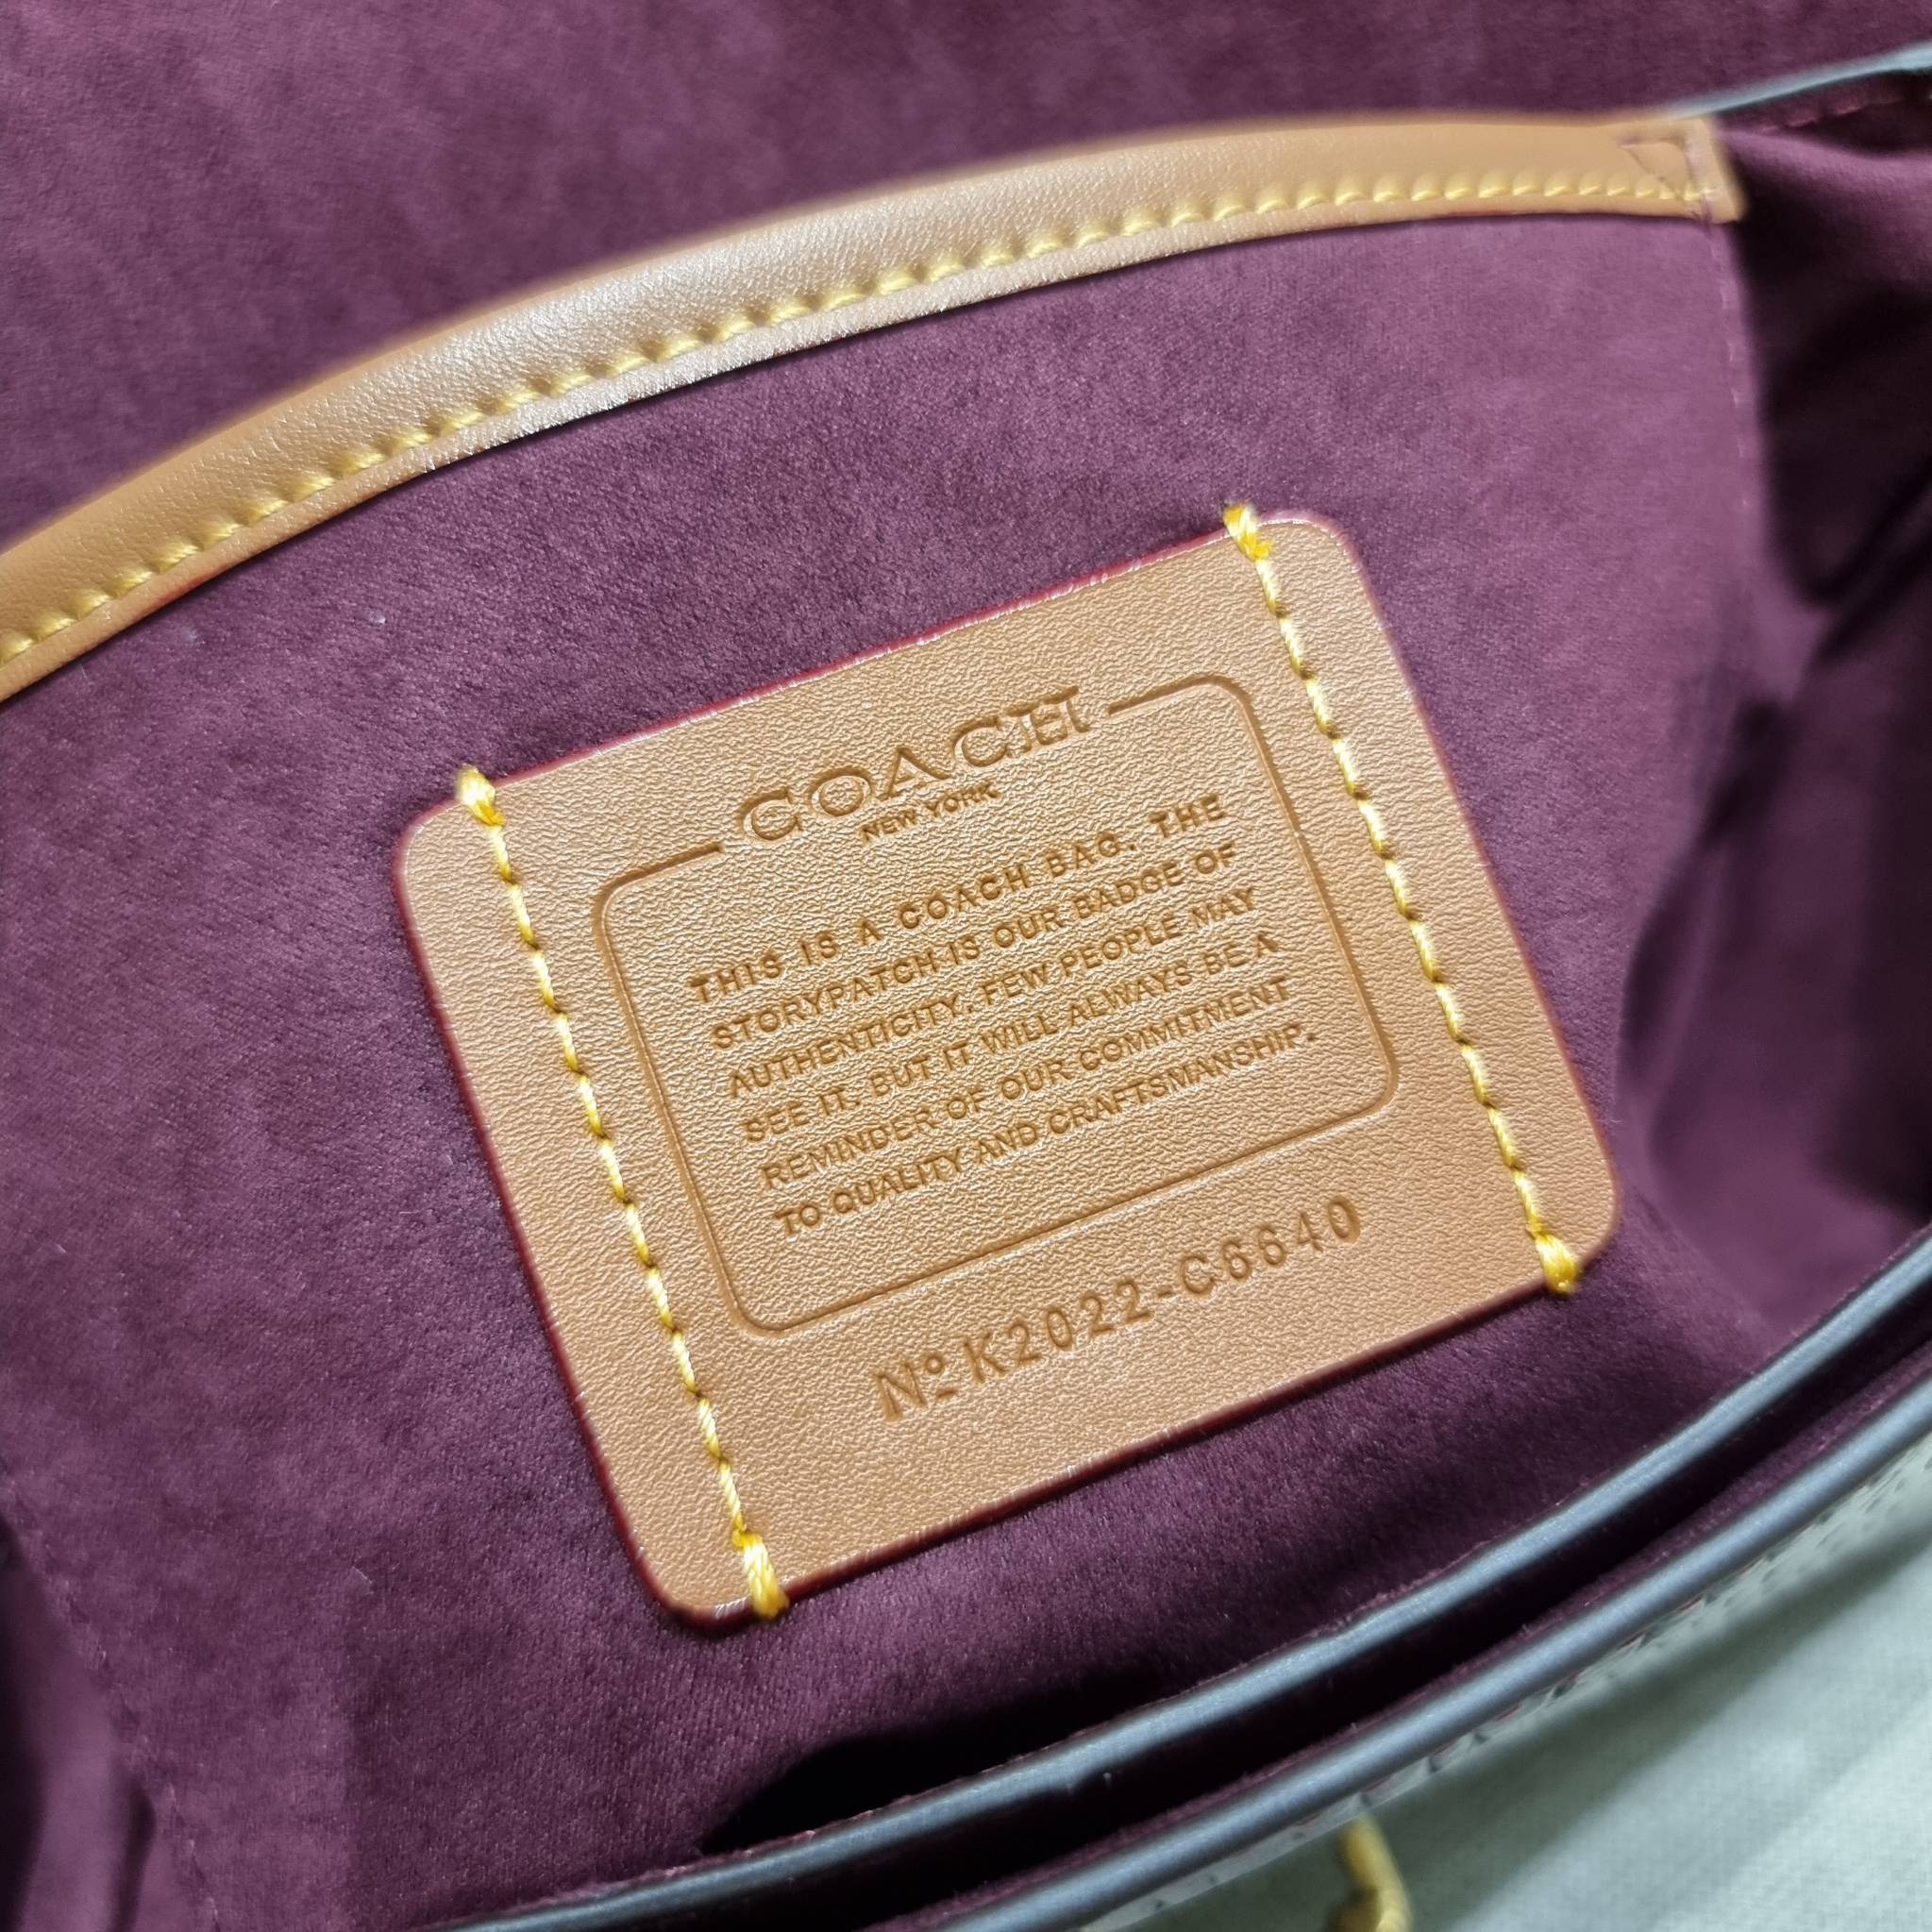 COACH
NEW YORK
THIS IS A COACH BAG. THE
STORYPATCH IS OUR BADGE OF
AUTHENTICITY. FEW PEOPLE MAY
SEE IT. BUT IT WILL ALWAYS BE A
REMINDER OF OUR COMMITMENT
TO QUALITY AND CRAFTSMANSHIP.
Nº K2022-C6640